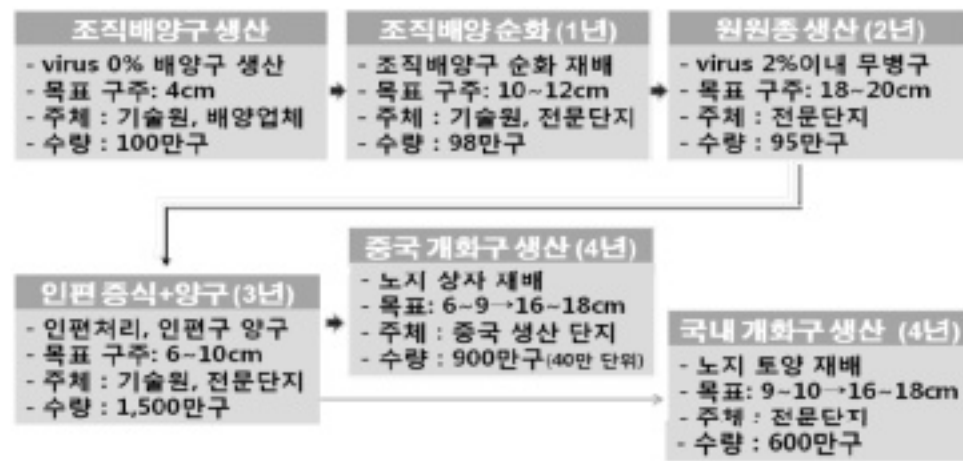 조직배양구 생산
- virus 0% 배양구 생산
- 목표 구주: 4cm
- 주체 : 기술원, 배양업체
- 수량 : 100만구
조직배양 순화 (1년)
- 조직배양구 순화 재배
- 목표 구주: 10~12cm
- 주체 : 기술원, 전문단지
- 수량 : 98만구
원원종 생산 (2년)
- virus 2%이내 무병구
- 목표 구주: 18~20cm
- 주체 : 전문단지
- 수량 : 95만구
인편 증식+양구 (3년)
- 인편처리, 인편구 양구
- 목표 구주: 6~10cm
- 주체 : 기술원, 전문단지
- 수량 : 1,500만구
중국 개화구 생산 (4년)
- 노지 상자 재배
- 목표: 6~9→16~18cm
- 주체 : 중국 생산 단지
- 수량 : 900만구(40만 단위)
국내 개화구 생산 (4년)
- 노지 토양 재배
- 목표: 9~10→16~18cm
- 주체 : 전문단지
- 수량 : 600만구